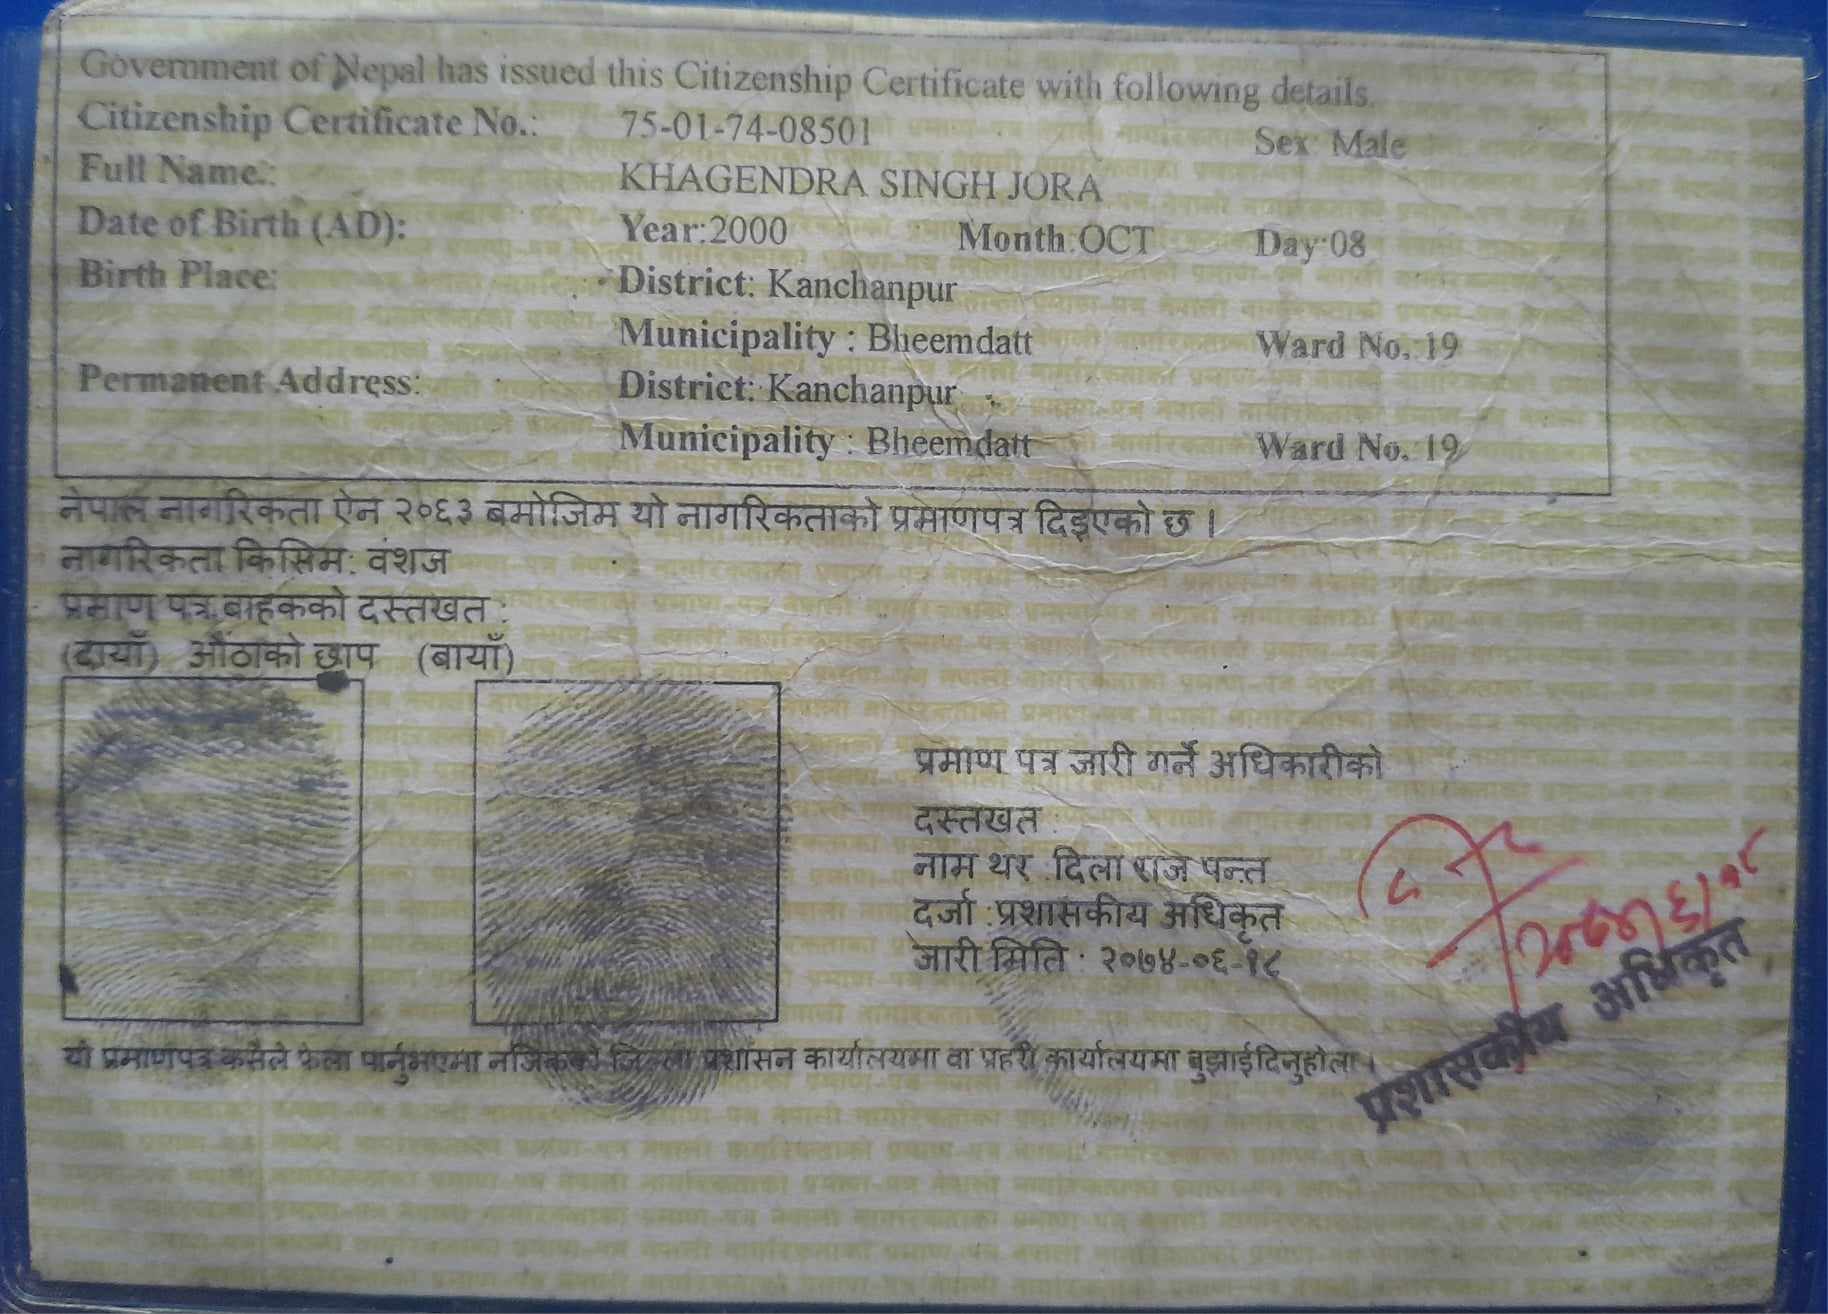 Government of Nepal has issued this Citizenship Certificate with following details.
Citizenship Certificate No.: 75-01-74-08501 Sex: Male
Full Name.: KHAGENDRA SINGH JORA
Date of Birth (AD): Year:2000 Month:OCT Day:08
Birth Place: District: Kanchanpur
Municipality : Bheemdatt Ward No.:19
Permanent Address: District: Kanchanpur
Municipality : Bheemdatt Ward No.:19
नेपाल नागरिकता ऐन २०६३ बमोजिम यो नागरिकताको प्रमाणपत्र दिइएको छ ।
नागरिकता किसिम: वंशज
प्रमाण पत्र बाहकको दस्तखत :
(दायाँ) औंठाको छाप (बायाँ)
प्रमाण पत्र जारी गर्ने अधिकारीको
दस्तखत :
नाम थर :दिला राज पन्त
दर्जा :प्रशासकीय अधिकृत
जारी मिति : २०७४-०६-१८
२०७४/६/१८
प्रशासकीय अधिकृत
यो प्रमाणपत्र कसैले फेला पार्नुभएमा नजिकको जिल्ला प्रशासन कार्यालयमा वा प्रहरी कार्यालयमा बुझाईदिनुहोला ।